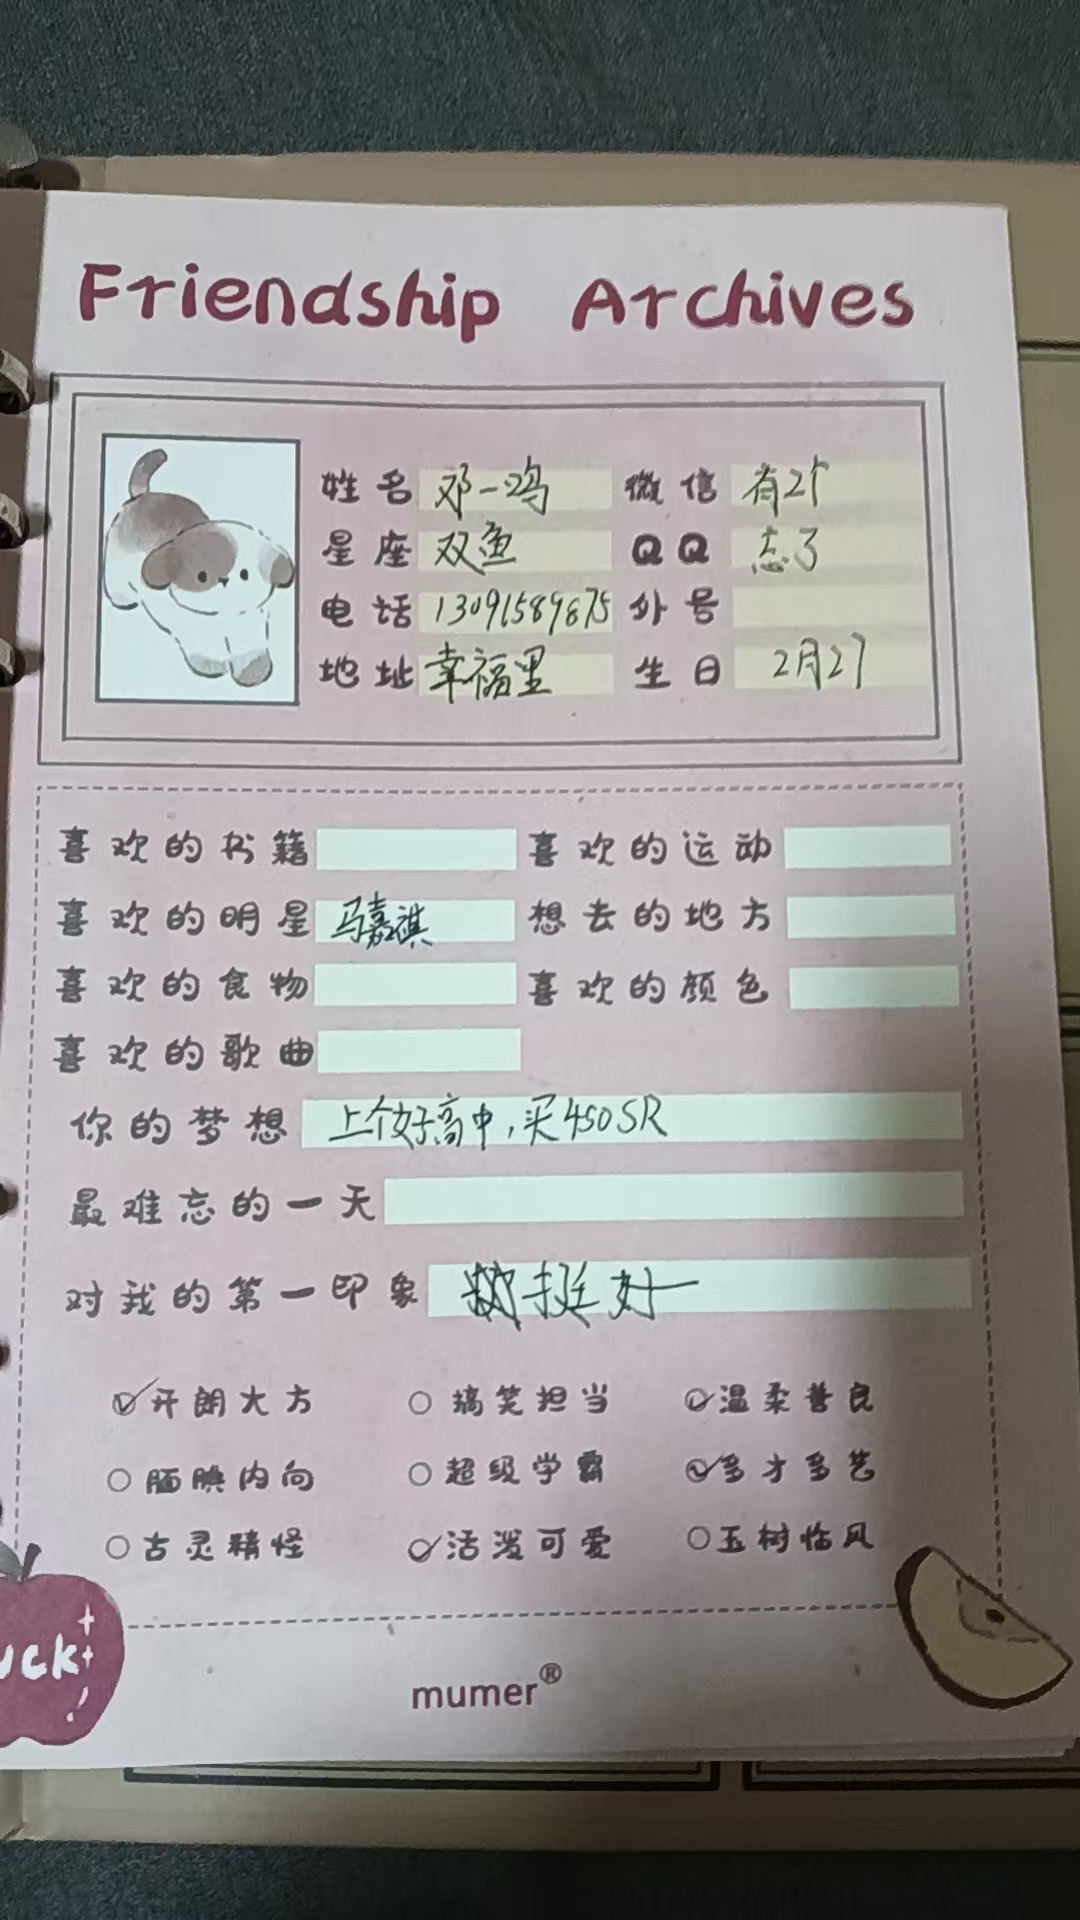 Friendship Archives
姓名 邓一鸣 微信 有2个
星座 双鱼 QQ 忘了
电话 13091589875 外号
地址 幸福里 生日 2月27
喜欢的书籍 喜欢的运动
喜欢的明星 马嘉祺 想去的地方
喜欢的食物 喜欢的颜色
喜欢的歌曲
你的梦想 上个好高中,买450SR
最难忘的一天
对我的第一印象 挺好
开朗大方 搞笑担当 温柔善良
腼腆内向 超级学霸 多才多艺
古灵精怪 活泼可爱 玉树临风
uck!
mumer®